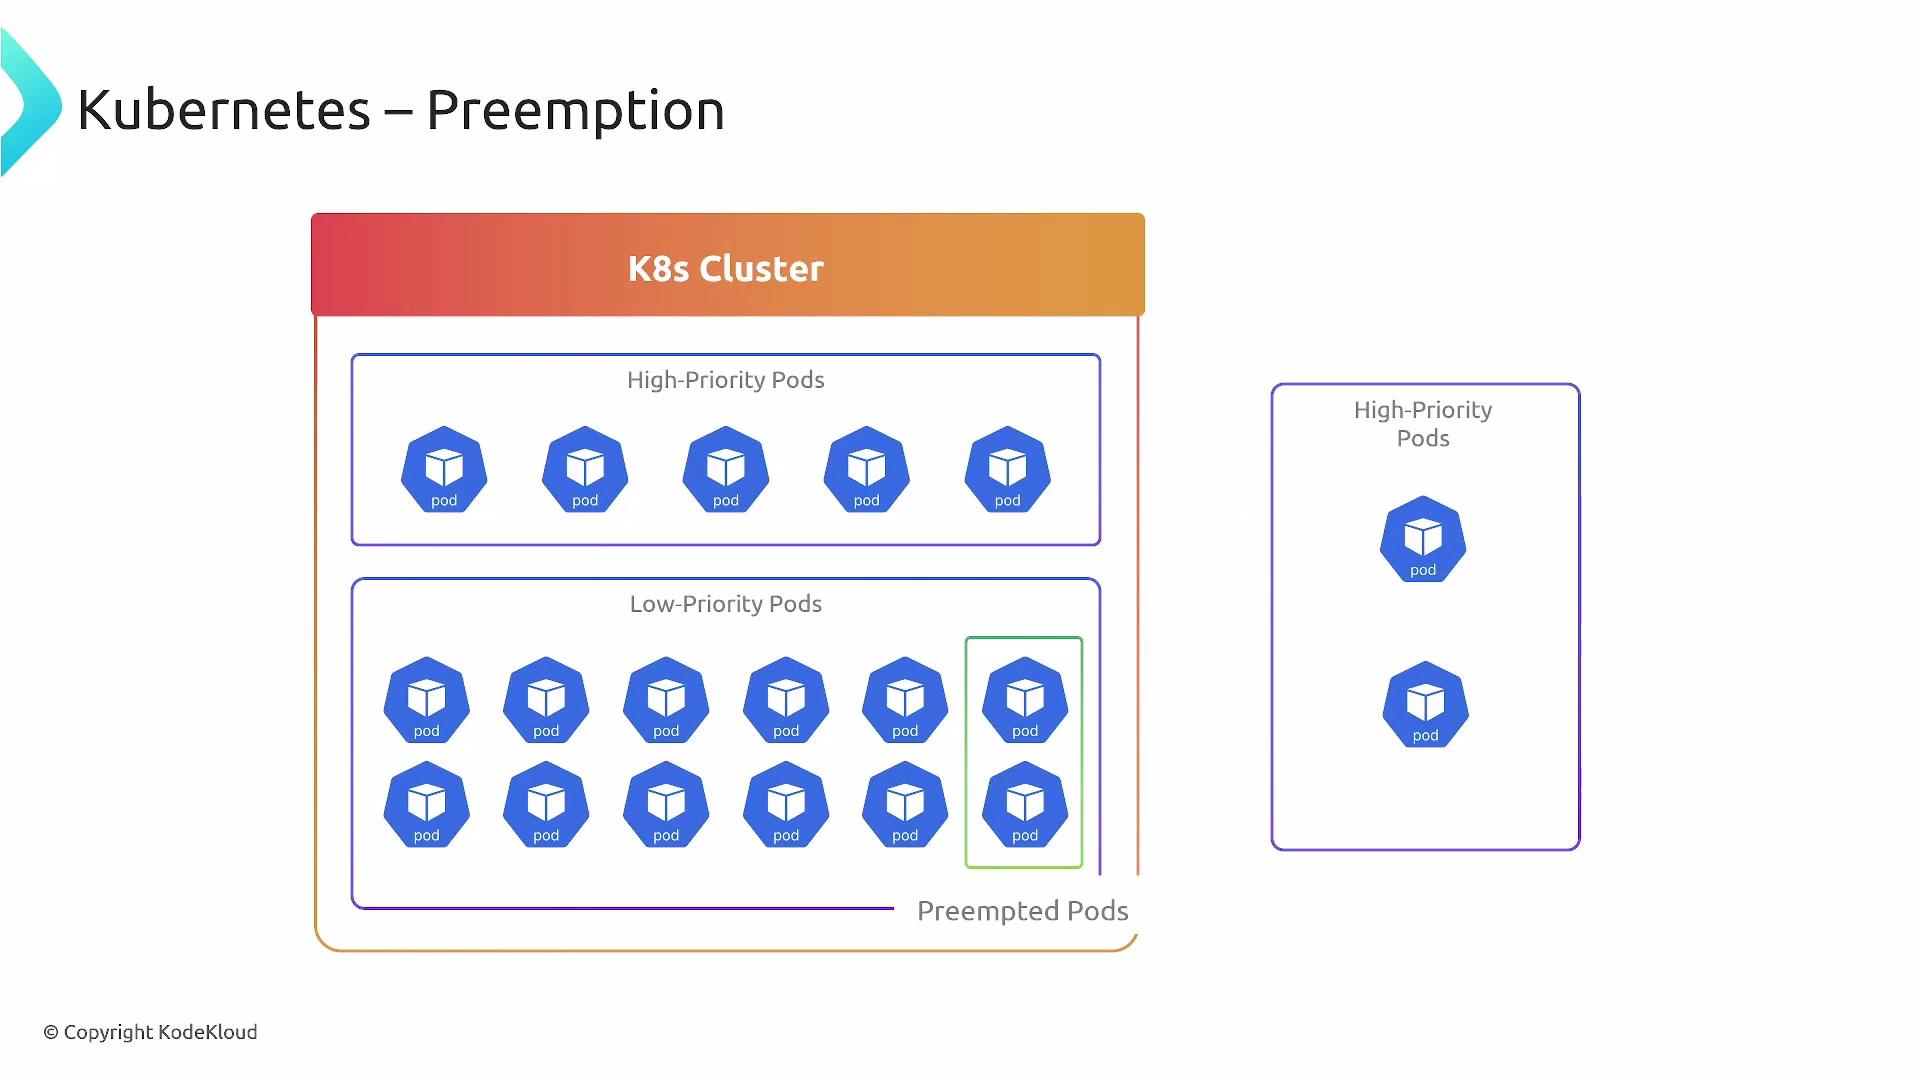 Kubernetes – Preemption
K8s Cluster
High-Priority Pods
pod pod pod pod pod
Low-Priority Pods
pod pod pod pod pod pod
pod pod pod pod pod pod
Preempted Pods
High-Priority
Pods
pod
pod
© Copyright KodeKloud